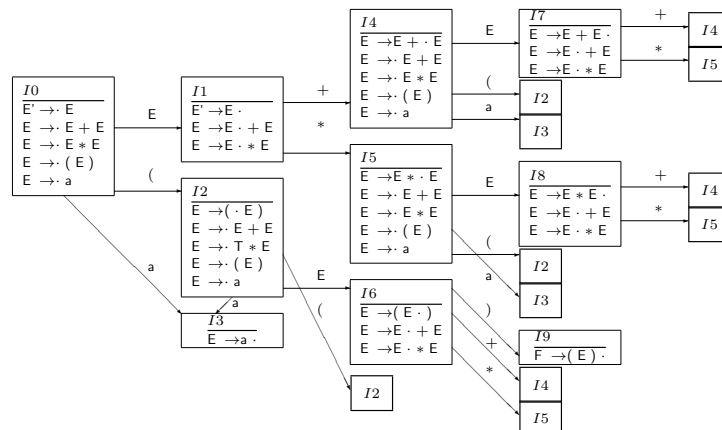 I0
E' → · E
E → · E + E
E → · E * E
E → · ( E )
E → · a
E
(
a
I1
E' → E ·
E → E · + E
E → E · * E
+
*
I2
E → ( · E )
E → · E + E
E → · T * E
E → · ( E )
E → · a
a
E
(
I3
E → a ·
I2
I4
E → E + · E
E → · E + E
E → · E * E
E → · ( E )
E → · a
E
(
a
I2
I3
I5
E → E * · E
E → · E + E
E → · E * E
E → · ( E )
E → · a
E
(
a
I2
I3
I6
E → ( E · )
E → E · + E
E → E · * E
)
+
*
I9
F → ( E ) ·
I4
I5
I7
E → E + E ·
E → E · + E
E → E · * E
+
*
I4
I5
I8
E → E * E ·
E → E · + E
E → E · * E
+
*
I4
I5